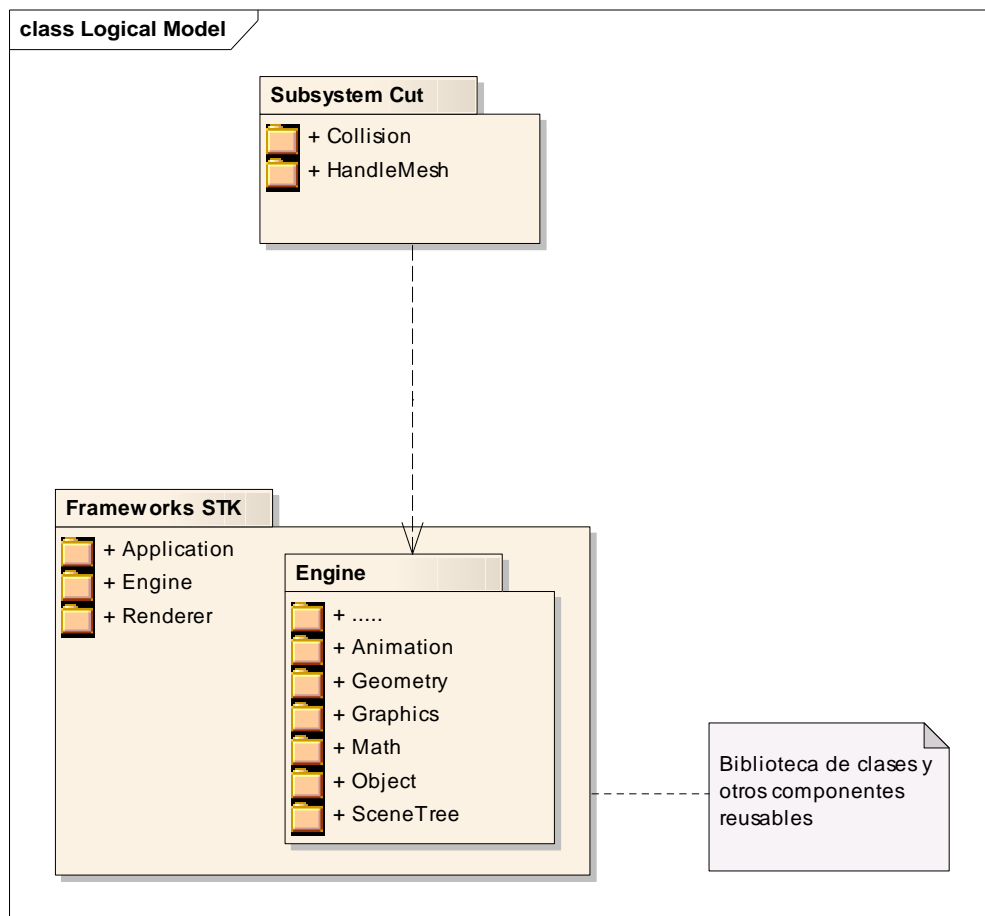 class Logical Model
Subsystem Cut
+ Collision
+ HandleMesh
Frameworks STK
+ Application
+ Engine
+ Renderer
Engine
+ .....
+ Animation
+ Geometry
+ Graphics
+ Math
+ Object
+ SceneTree
Biblioteca de clases y
otros componentes
reusables